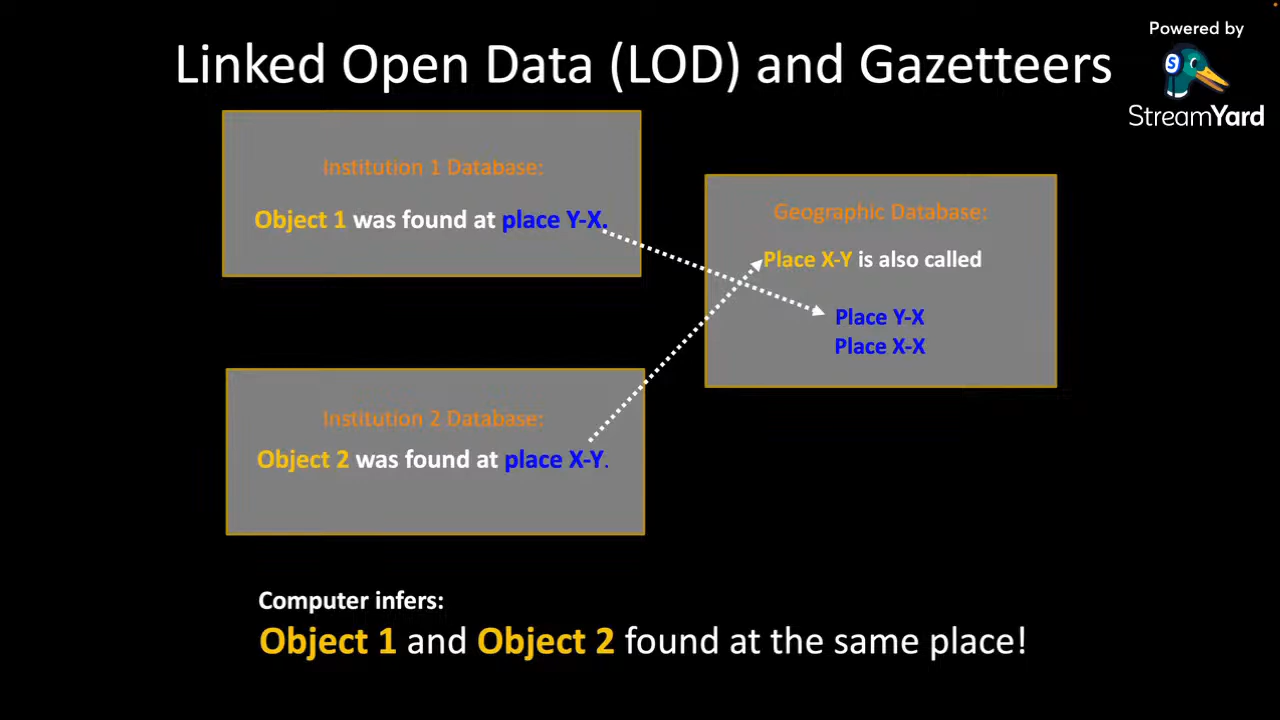 Powered by
StreamYard
Linked Open Data (LOD) and Gazetteers
Institution 1 Database:
Object 1 was found at place Y-X.
Geographic Database:
Place X-Y is also called
Place Y-X
Place X-X
Institution 2 Database:
Object 2 was found at place X-Y.
Computer infers:
Object 1 and Object 2 found at the same place!